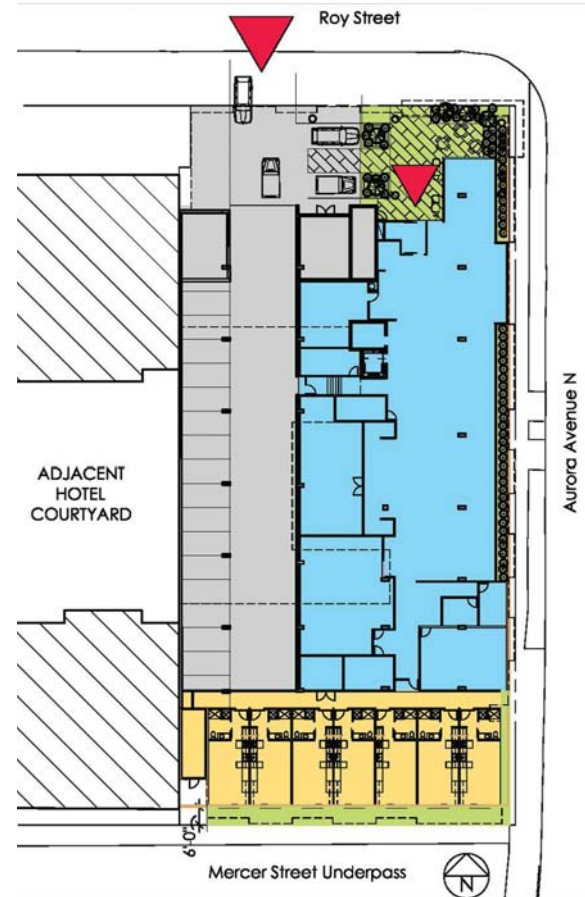 Roy Street
ADJACENT
HOTEL
COURTYARD
Aurora Avenue N
6'-0"
Mercer Street Underpass
N